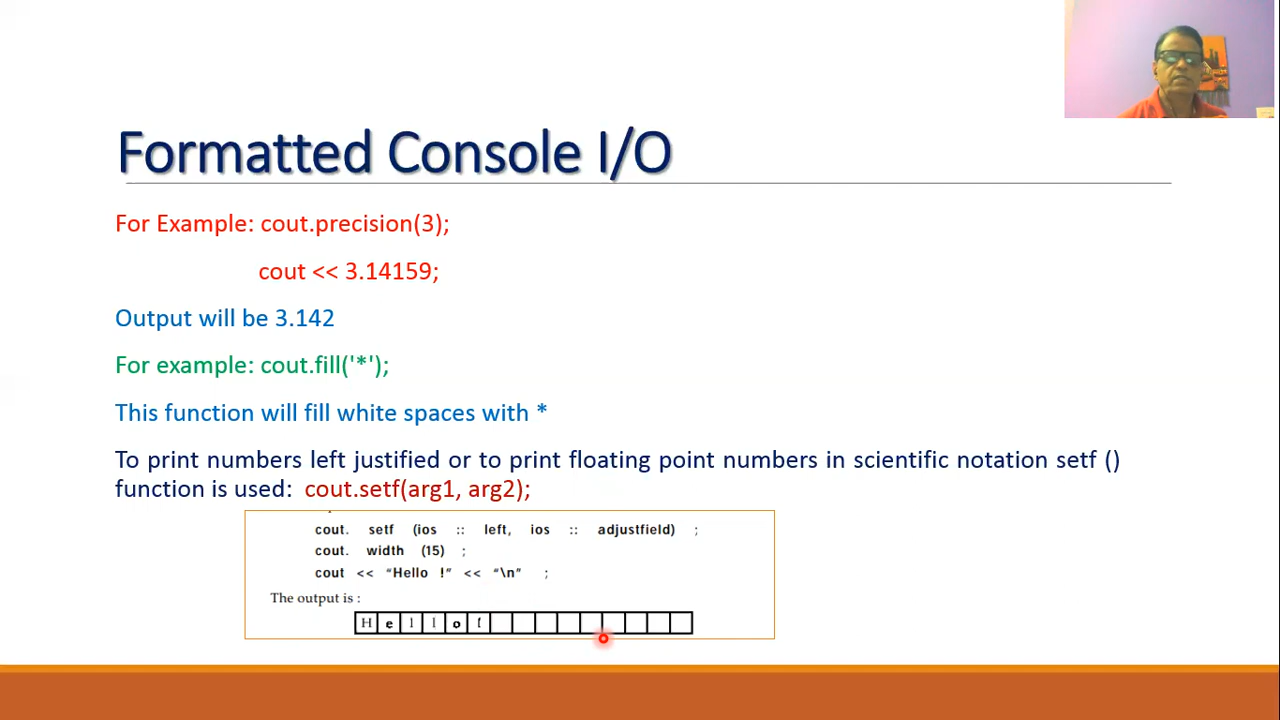 Formatted Console I/O
For Example: cout.precision(3);
cout << 3.14159;
Output will be 3.142
For example: cout.fill('*');
This function will fill white spaces with *
To print numbers left justified or to print floating point numbers in scientific notation setf ()
function is used: cout.setf(arg1, arg2);
cout. setf (ios :: left, ios :: adjustfield) ;
cout. width (15) ;
cout << “Hello !” << “\n” ;
The output is :
H e l l o